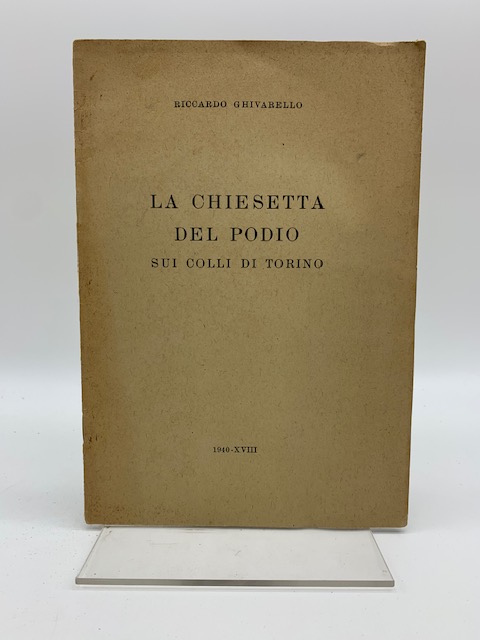 RICCARDO GHIVARELLO
LA CHIESETTA
DEL PODIO
SUI COLLI DI TORINO
1940-XVIII